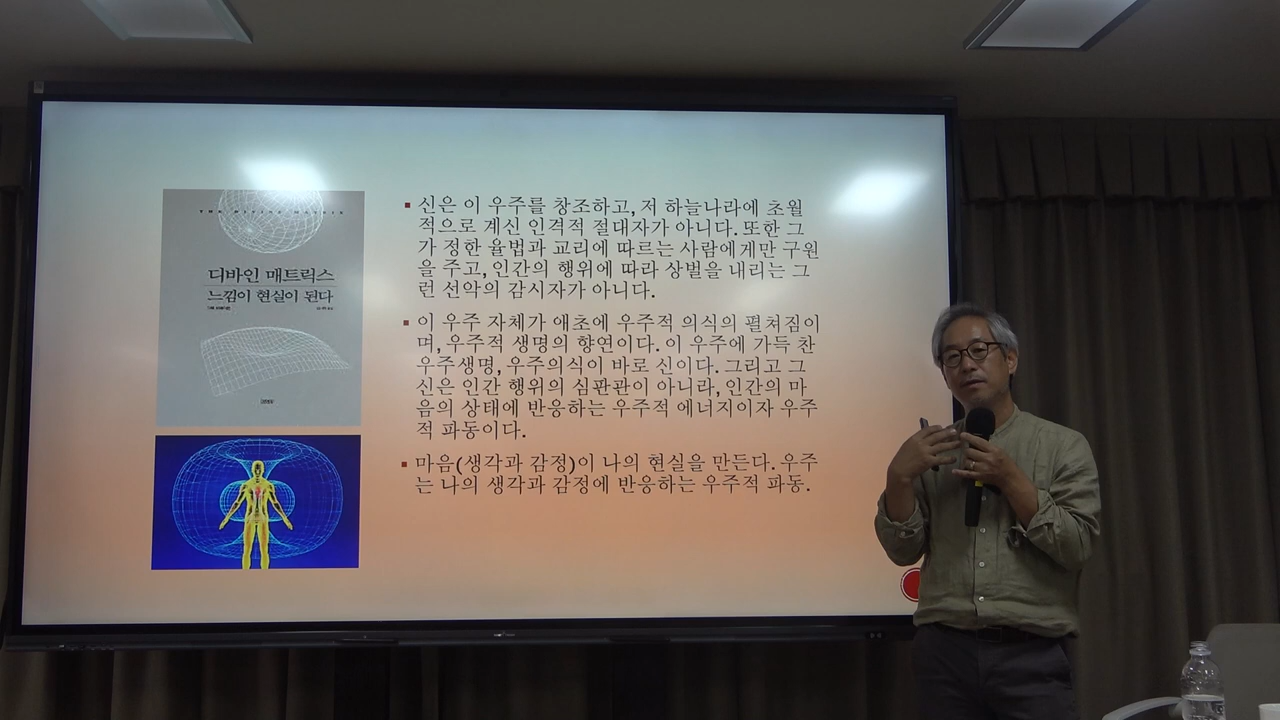 THE DIVINE MATRIX
디바인 매트릭스
느낌이 현실이 된다
신은 이 우주를 창조하고, 저 하늘나라에 초월
적으로 계신 인격적 절대자가 아니다. 또한 그
가 정한 율법과 교리에 따르는 사람에게만 구원
을 주고, 인간의 행위에 따라 상벌을 내리는 그
런 선악의 감시자가 아니다.
이 우주 자체가 애초에 우주적 의식의 펼쳐짐이
며, 우주적 생명의 향연이다. 이 우주에 가득 찬
우주생명, 우주의식이 바로 신이다. 그리고 그
신은 인간 행위의 심판관이 아니라, 인간의 마
음의 상태에 반응하는 우주적 에너지이자 우주
적 파동이다.
마음(생각과 감정)이 나의 현실을 만든다. 우주
는 나의 생각과 감정에 반응하는 우주적 파동.